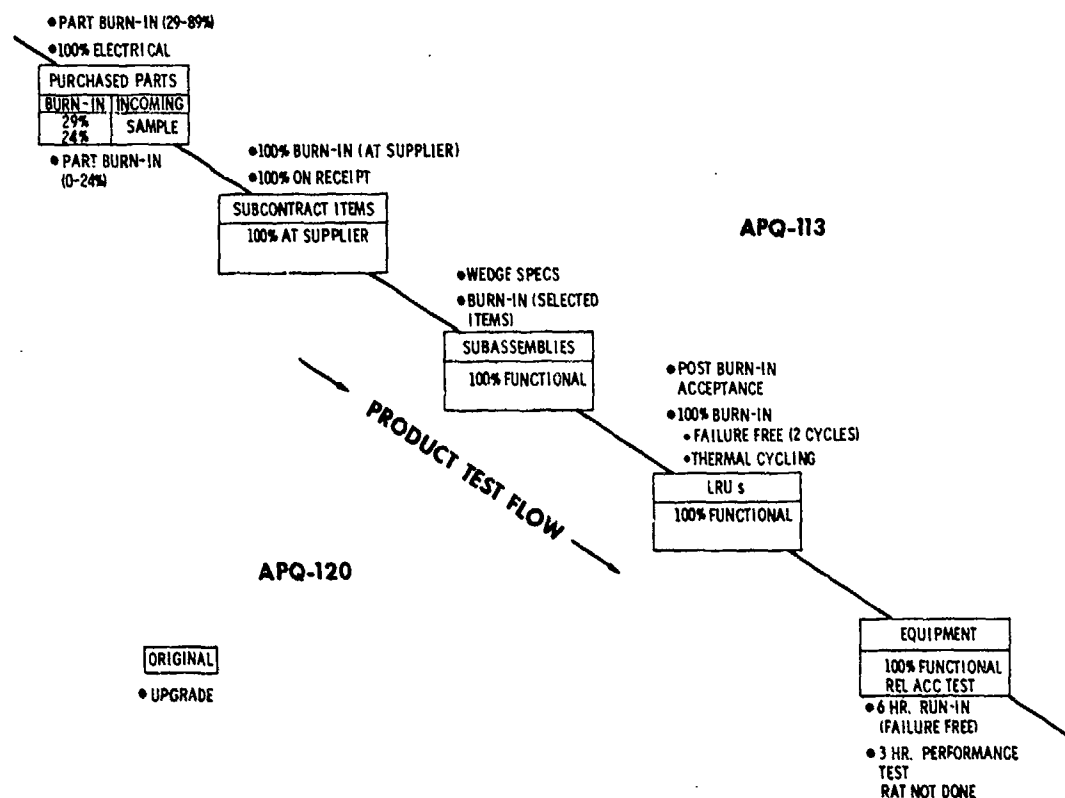 ●PART BURN-IN (29-89%)
●100% ELECTRICAL
PURCHASED PARTS
BURN-IN INCOMING
29%
24%
SAMPLE
● PART BURN-IN
(0-24%)
●100% BURN-IN (AT SUPPLIER)
●100% ON RECEIPT
SUBCONTRACT ITEMS
100% AT SUPPLIER
APQ-113
●WEDGE SPECS
●BURN-IN (SELECTED
ITEMS)
SUBASSEMBLIES
100% FUNCTIONAL
●POST BURN-IN
ACCEPTANCE
●100% BURN-IN
•FAILURE FREE (2 CYCLES)
•THERMAL CYCLING
LRU s
100% FUNCTIONAL
PRODUCT TEST FLOW
APQ-120
EQUIPMENT
100% FUNCTIONAL
REL ACC TEST
●6 HR. RUN-IN
(FAILURE FREE)
● 3 HR. PERFORMANCE
TEST
RAT NOT DONE
ORIGINAL
● UPGRADE